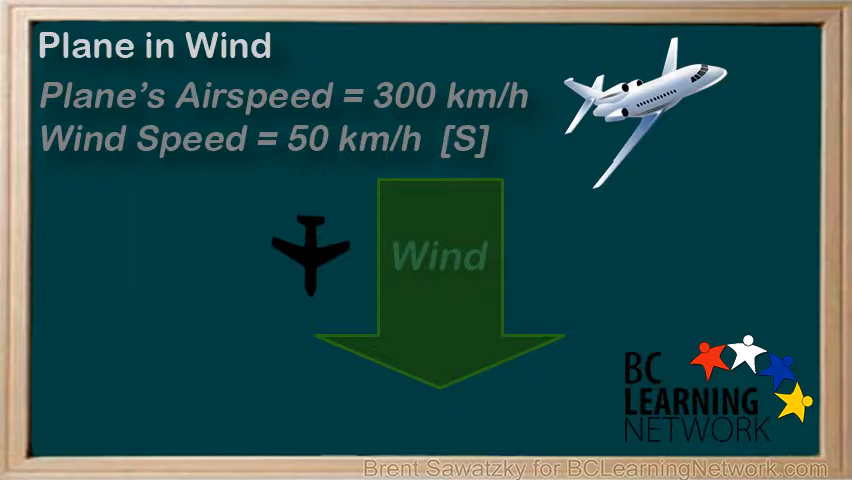 Plane in Wind
Plane's Airspeed = 300 km/h
Wind Speed = 50 km/h [S]
Wind
BC
LEARNING
NETWORK
Brent Sawatzky for BCLearningNetwork.com